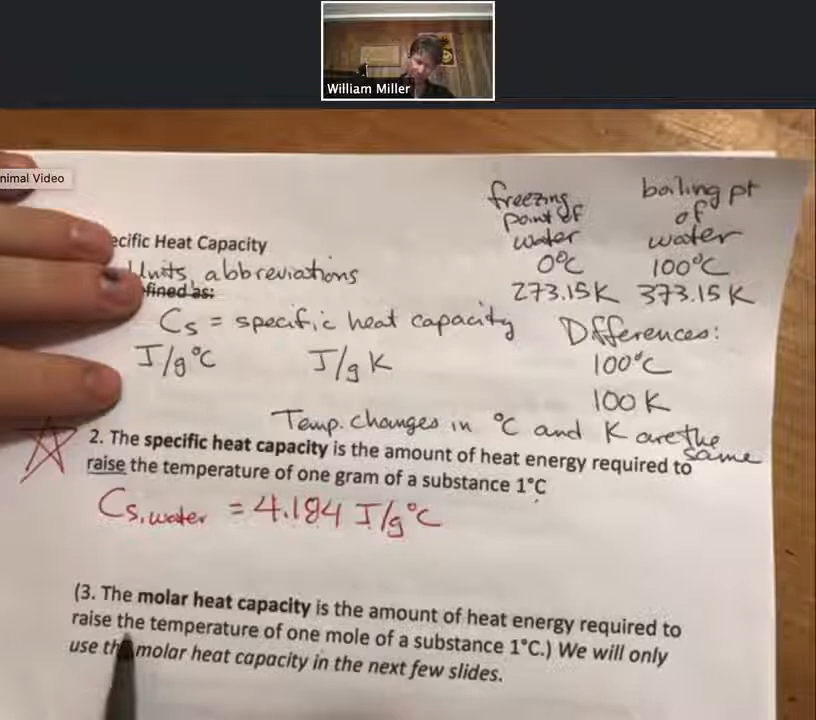 William Miller
nimal Video
freezing
point of
water
0°C
273.15K
boiling pt
of
water
100°C
373.15K
ecific Heat Capacity
Units, abbreviations
fined as:
Cs = specific heat capacity
J/g°C J/g K
Differences:
100°C
100 K
Temp. changes in °C and K are the
same
2. The specific heat capacity is the amount of heat energy required to
raise the temperature of one gram of a substance 1°C
Cs, water = 4.184 J/g°C
(3. The molar heat capacity is the amount of heat energy required to
raise the temperature of one mole of a substance 1°C.) We will only
use th molar heat capacity in the next few slides.